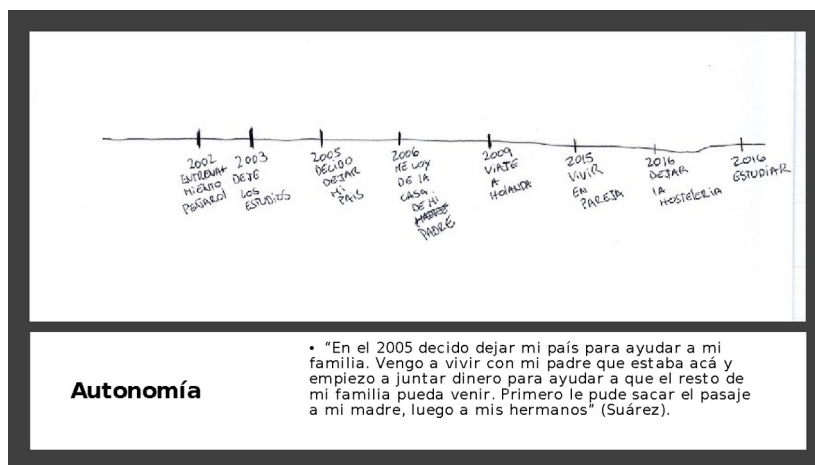 2002
ENTRENA
MIENTO
PEÑAROL
2003
DEJE
LOS
ESTUDIOS
2005
DECIDO
DEJAR
MI
PAIS
2006
ME VOY
DE LA
CASA
DE MI
PADRE
2009
VIAJE
A
HOLANDA
2015
VIVIR
EN
PAREJA
2016
DEJAR
LA
HOSTELERIA
2016
ESTUDIAR
Autonomía
• “En el 2005 decido dejar mi país para ayudar a mi
familia. Vengo a vivir con mi padre que estaba acá y
empiezo a juntar dinero para ayudar a que el resto de
mi familia pueda venir. Primero le pude sacar el pasaje
a mi madre, luego a mis hermanos” (Suárez).